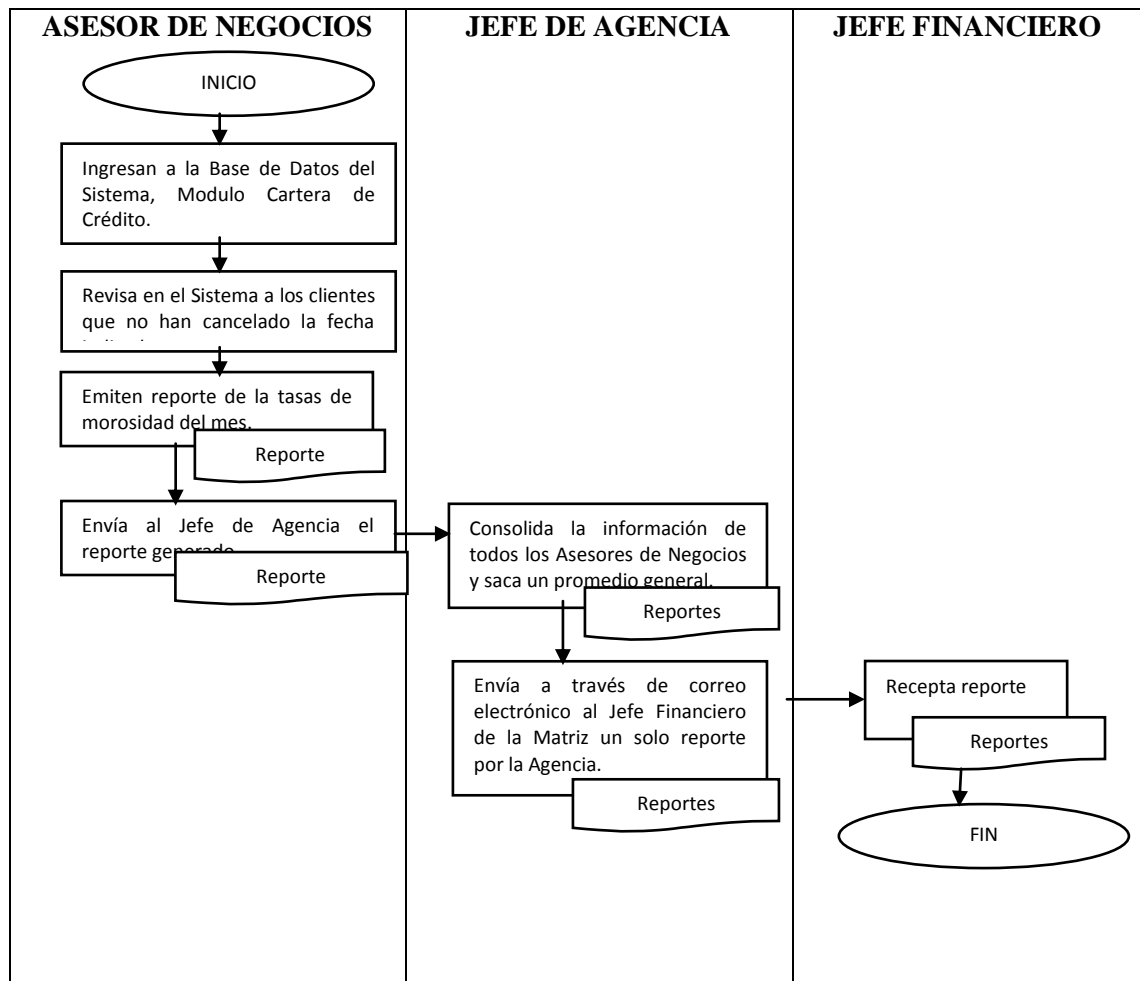 ASESOR DE NEGOCIOS
JEFE DE AGENCIA
JEFE FINANCIERO
INICIO
Ingresan a la Base de Datos del
Sistema, Modulo Cartera de
Crédito.
Revisa en el Sistema a los clientes
que no han cancelado la fecha
Emiten reporte de la tasas de
morosidad del mes.
Reporte
Envía al Jefe de Agencia el
reporte generado
Reporte
Consolida la información de
todos los Asesores de Negocios
y saca un promedio general.
Reportes
Envía a través de correo
electrónico al Jefe Financiero
de la Matriz un solo reporte
por la Agencia.
Reportes
Recepta reporte
Reportes
FIN